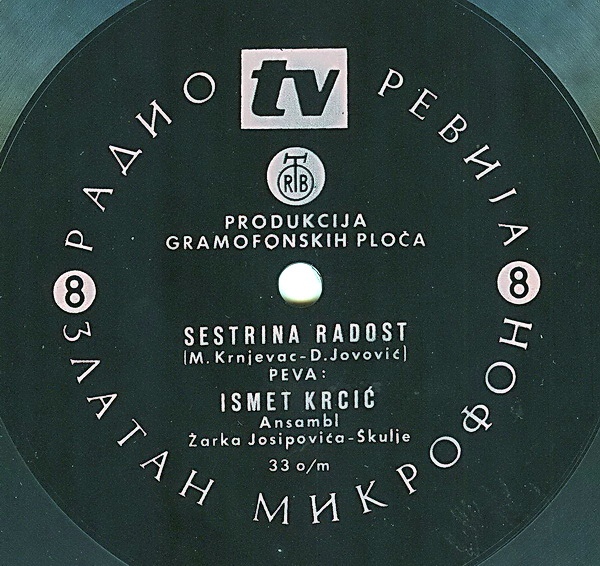 РАДИО tv РЕВИЈА
RTB
PRODUKCIJA
GRAMOFONSKIH PLOČA
8 8
SESTRINA RADOST
(M. Krnjevac-D. Jovović)
PEVA:
ISMET KRCIĆ
Ansambl
Žarka Josipovića-Škulje
33 o/m
ЗЛАТАН МИКРОФОН